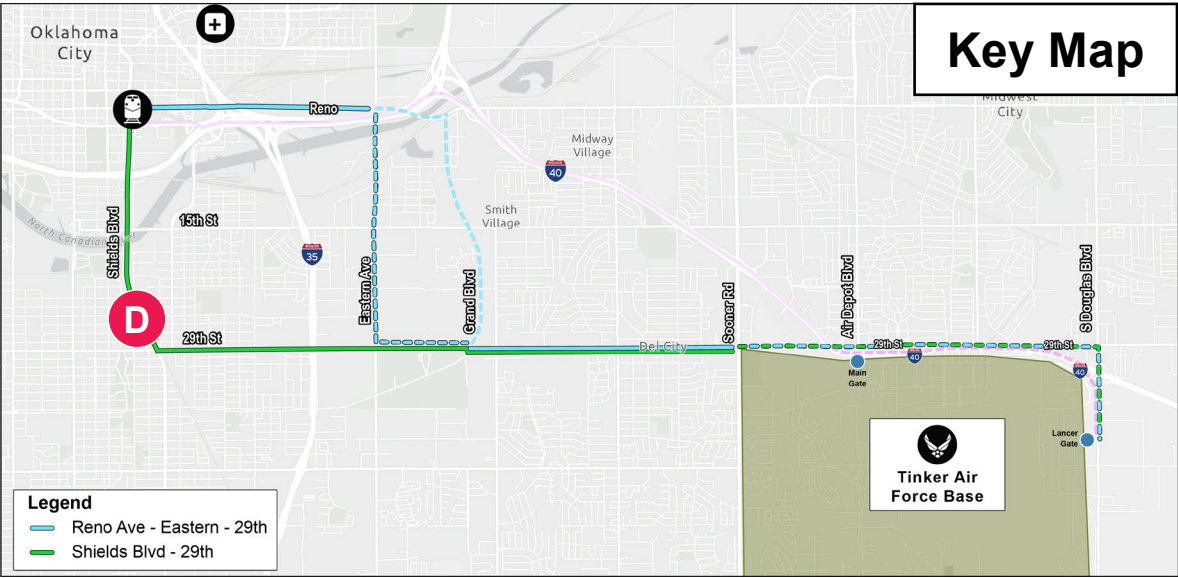 Key Map
Oklahoma
City
Midwest
City
Reno
Midway
Village
40
Smith
Village
15th St
North Canadian River
Shields Blvd
35
Eastern Ave
Grand Blvd
Sooner Rd
Air Depot Blvd
S Douglas Blvd
D
29th St
Del City
29th St
29th St
40
40
Main
Gate
Lancer
Gate
Tinker Air
Force Base
Legend
Reno Ave - Eastern - 29th
Shields Blvd - 29th